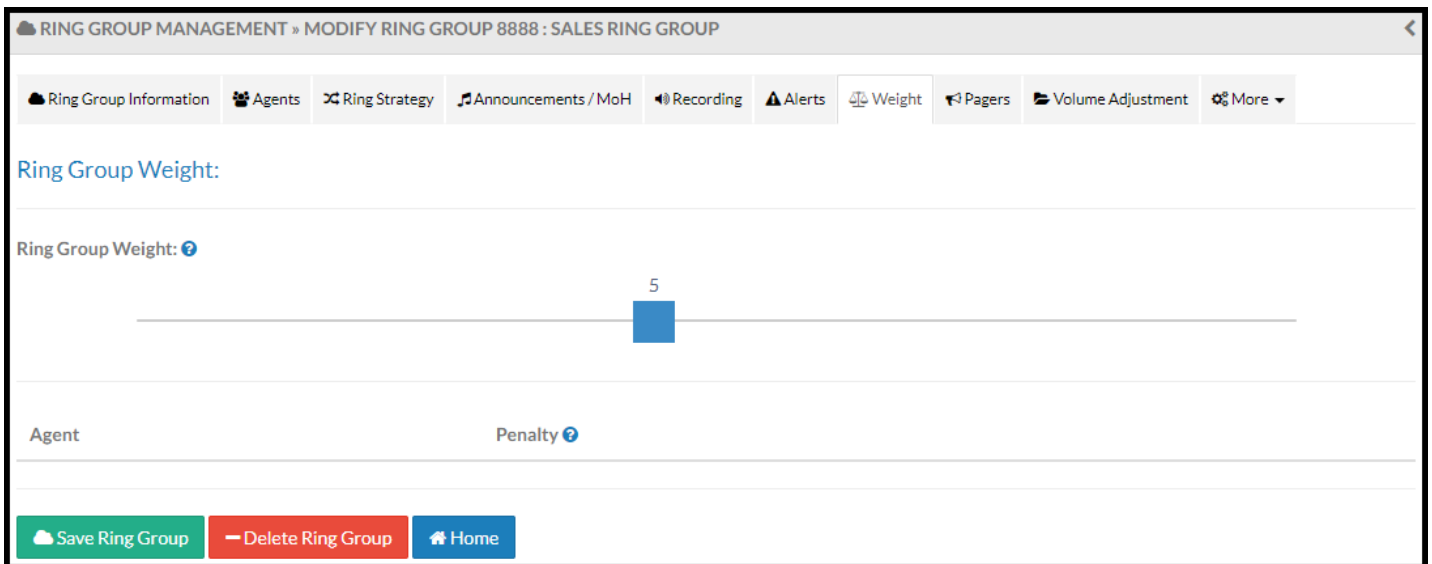 RING GROUP MANAGEMENT » MODIFY RING GROUP 8888 : SALES RING GROUP
Ring Group Information Agents Ring Strategy Announcements / MoH Recording Alerts Weight Pagers Volume Adjustment More
Ring Group Weight:
Ring Group Weight:
5
Agent Penalty
Save Ring Group Delete Ring Group Home